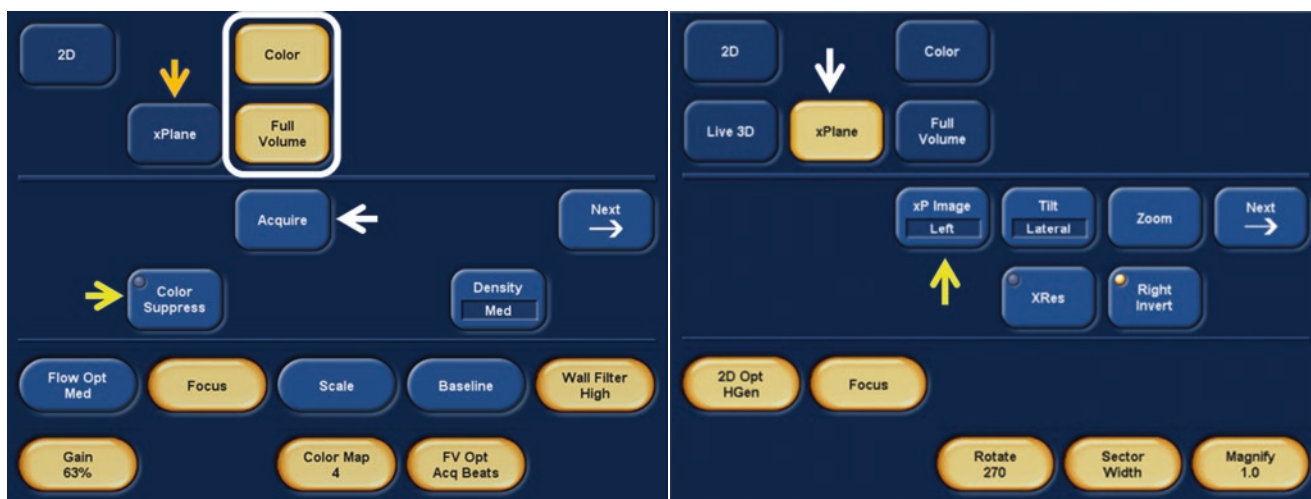 2D
Color
xPlane
Full
Volume
Acquire
Next
Color
Suppress
Density
Med
Flow Opt
Med
Focus
Scale
Baseline
Wall Filter
High
Gain
63%
Color Map
4
FV Opt
Acq Beats
2D
Color
Live 3D
xPlane
Full
Volume
xP Image
Left
Tilt
Lateral
Zoom
Next
XRes
Right
Invert
2D Opt
HGen
Focus
Rotate
270
Sector
Width
Magnify
1.0